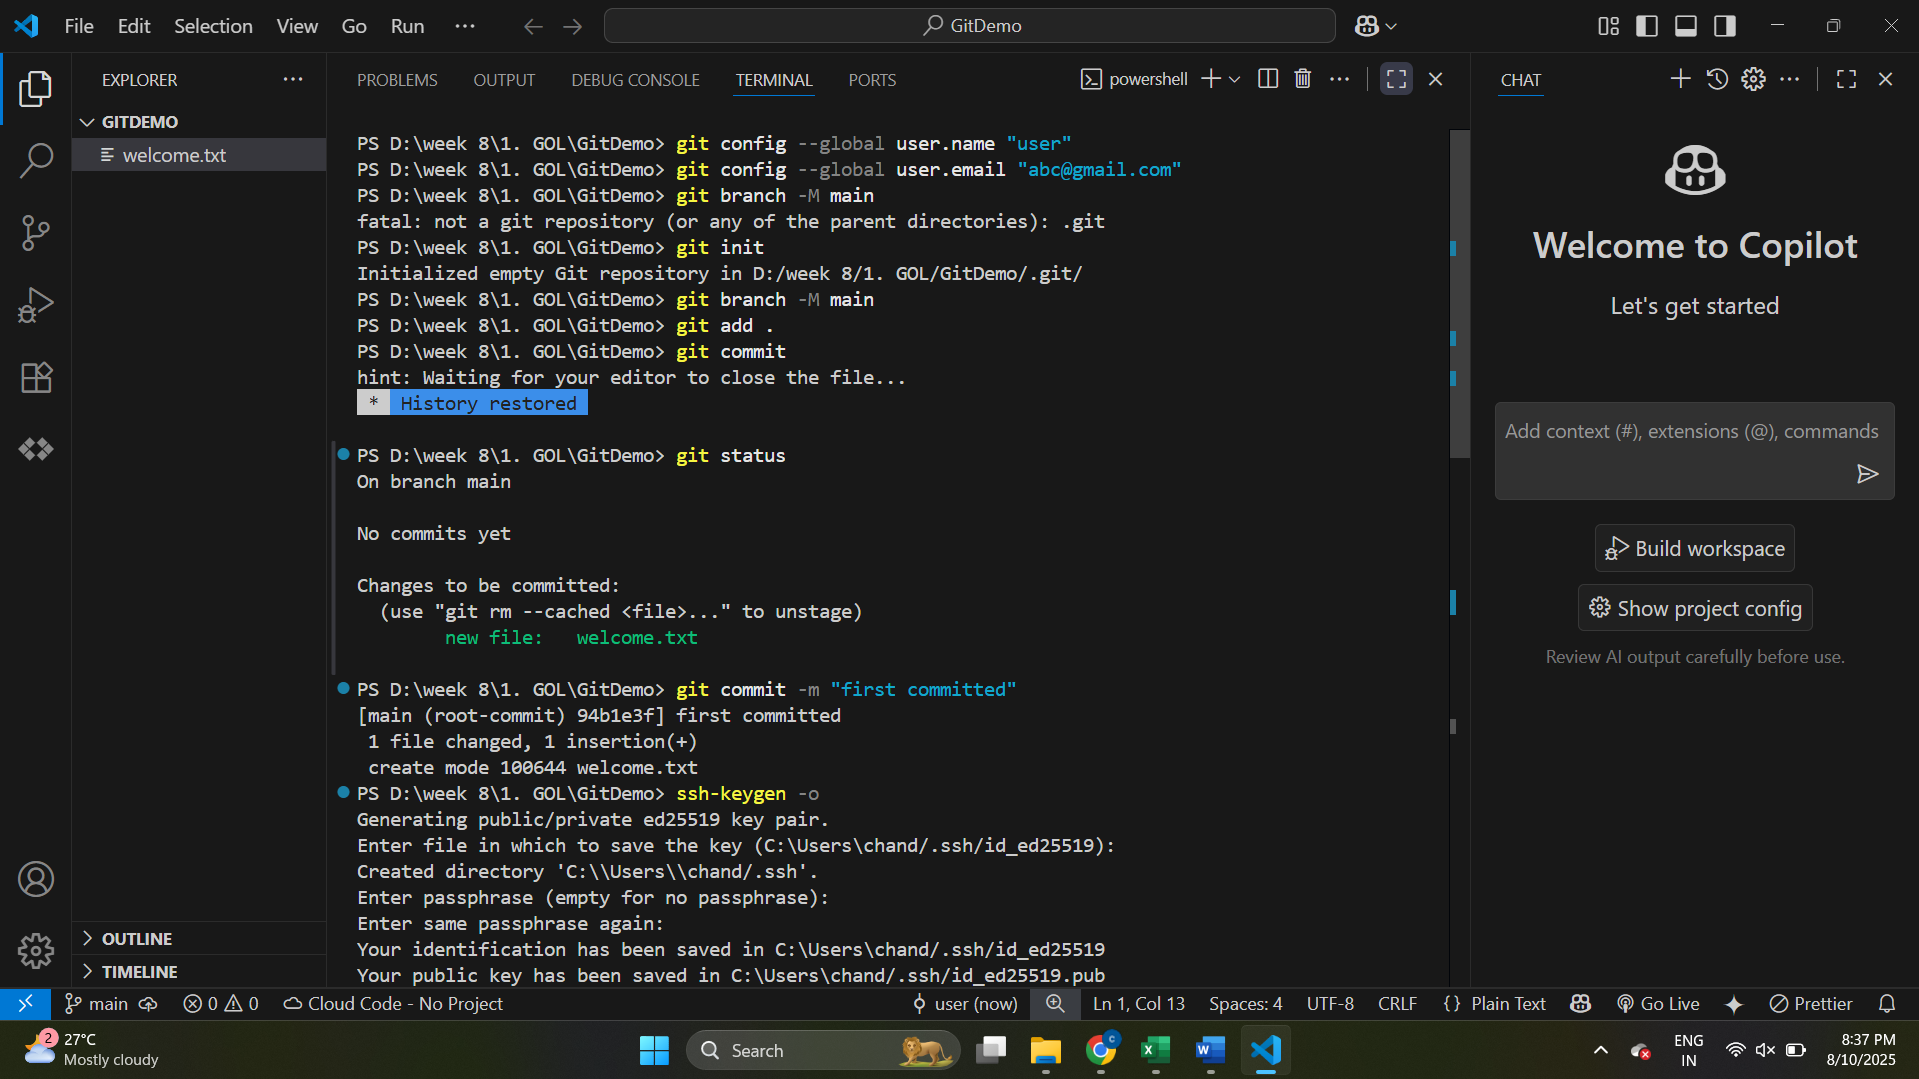 File Edit Selection View Go Run ... GitDemo
EXPLORER ...
GITDEMO
welcome.txt
OUTLINE
TIMELINE
PROBLEMS OUTPUT DEBUG CONSOLE TERMINAL PORTS powershell ...
PS D:\week 8\1. GOL\GitDemo> git config --global user.name "user"
PS D:\week 8\1. GOL\GitDemo> git config --global user.email "abc@gmail.com"
PS D:\week 8\1. GOL\GitDemo> git branch -M main
fatal: not a git repository (or any of the parent directories): .git
PS D:\week 8\1. GOL\GitDemo> git init
Initialized empty Git repository in D:/week 8/1. GOL/GitDemo/.git/
PS D:\week 8\1. GOL\GitDemo> git branch -M main
PS D:\week 8\1. GOL\GitDemo> git add .
PS D:\week 8\1. GOL\GitDemo> git commit
hint: Waiting for your editor to close the file...
* History restored
PS D:\week 8\1. GOL\GitDemo> git status
On branch main
No commits yet
Changes to be committed:
(use "git rm --cached <file>..." to unstage)
new file: welcome.txt
PS D:\week 8\1. GOL\GitDemo> git commit -m "first committed"
[main (root-commit) 94b1e3f] first committed
1 file changed, 1 insertion(+)
create mode 100644 welcome.txt
PS D:\week 8\1. GOL\GitDemo> ssh-keygen -o
Generating public/private ed25519 key pair.
Enter file in which to save the key (C:\Users\chand/.ssh/id_ed25519):
Created directory 'C:\\Users\\chand/.ssh'.
Enter passphrase (empty for no passphrase):
Enter same passphrase again:
Your identification has been saved in C:\Users\chand/.ssh/id_ed25519
Your public key has been saved in C:\Users\chand/.ssh/id_ed25519.pub
CHAT ...
Welcome to Copilot
Let's get started
Add context (#), extensions (@), commands
Build workspace
Show project config
Review AI output carefully before use.
main 0 0 Cloud Code - No Project user (now) Ln 1, Col 13 Spaces: 4 UTF-8 CRLF {} Plain Text Go Live Prettier
2 27°C
Mostly cloudy
Search
ENG
IN
8:37 PM
8/10/2025